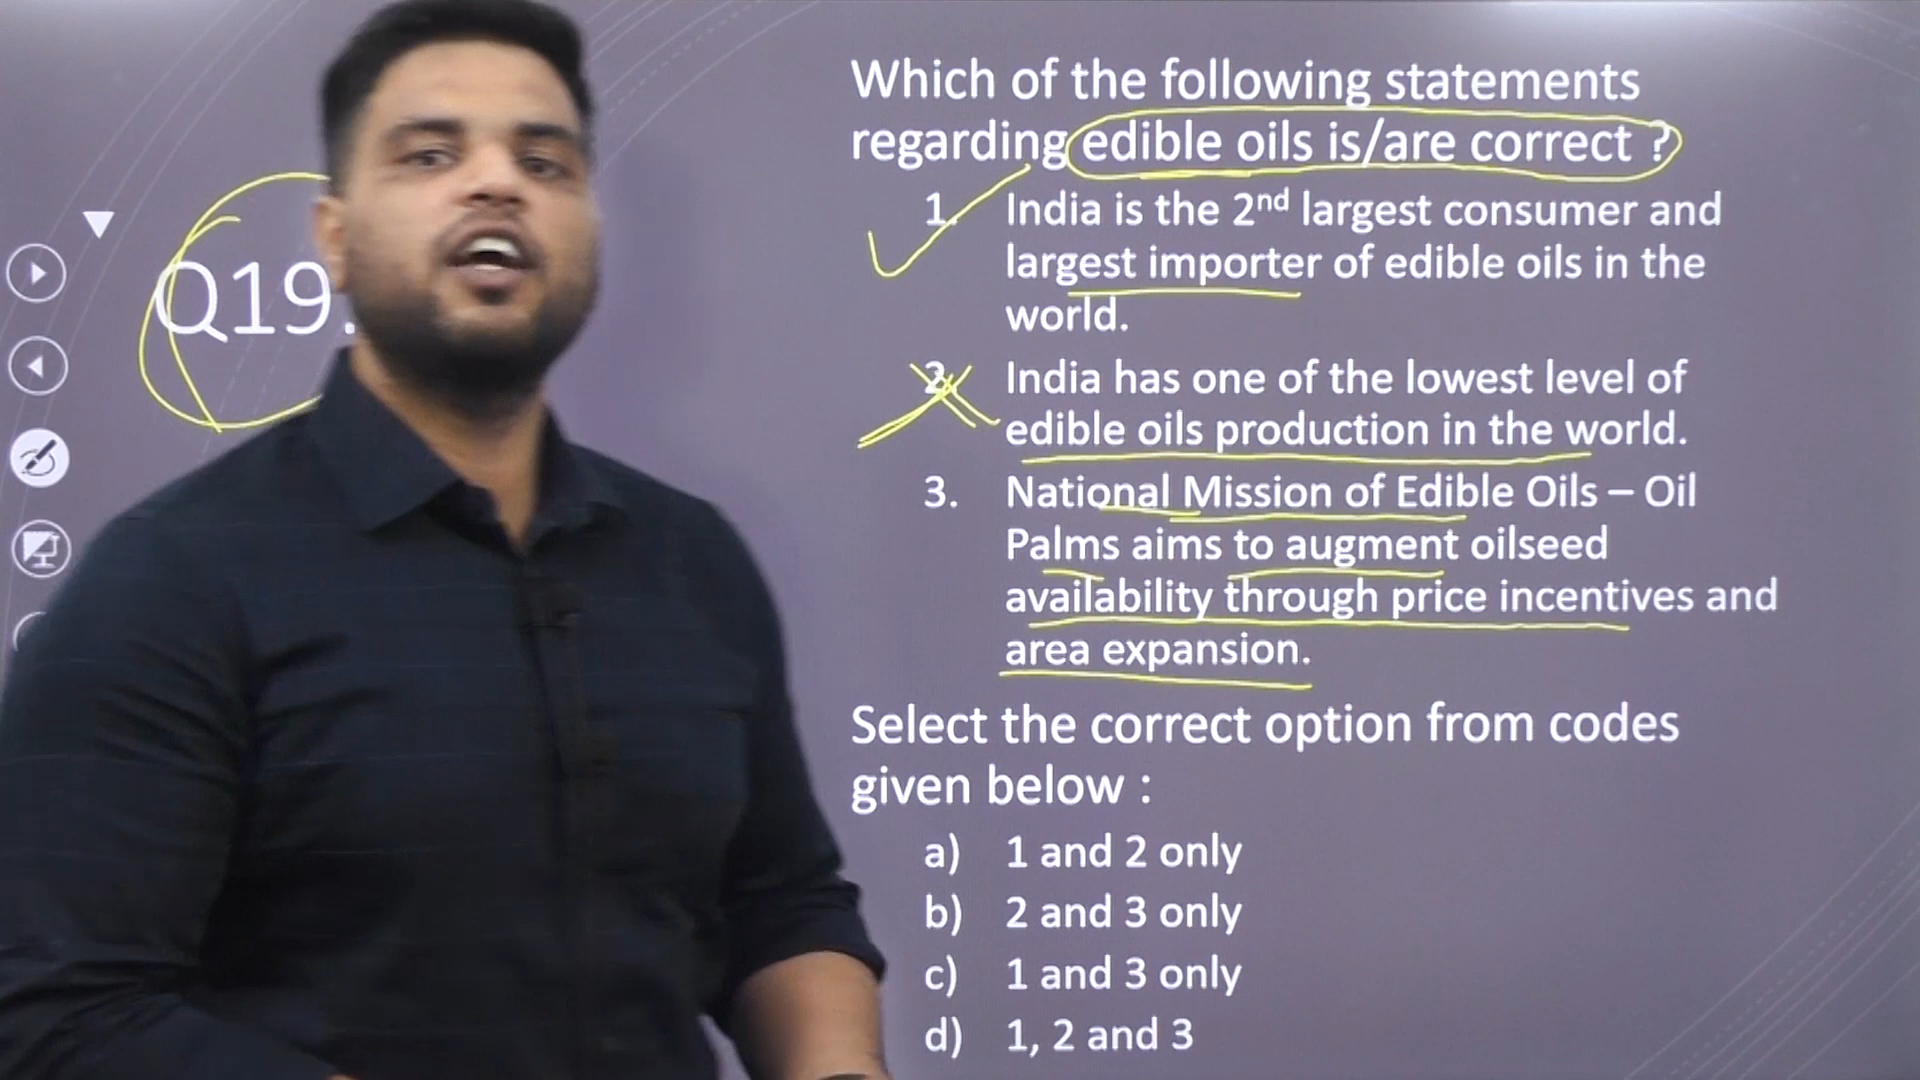 Which of the following statements
regarding edible oils is/are correct ?
Q19.
1. India is the 2nd largest consumer and
largest importer of edible oils in the
world.
2. India has one of the lowest level of
edible oils production in the world.
3. National Mission of Edible Oils – Oil
Palms aims to augment oilseed
availability through price incentives and
area expansion.
Select the correct option from codes
given below :
a) 1 and 2 only
b) 2 and 3 only
c) 1 and 3 only
d) 1, 2 and 3